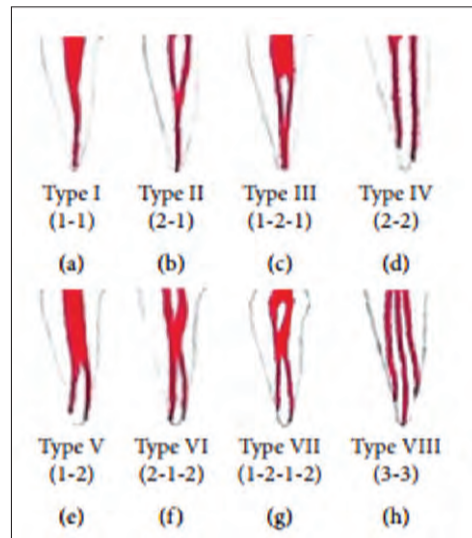 Type I Type II Type III Type IV
(1-1) (2-1) (1-2-1) (2-2)
(a) (b) (c) (d)
Type V Type VI Type VII Type VIII
(1-2) (2-1-2) (1-2-1-2) (3-3)
(e) (f) (g) (h)